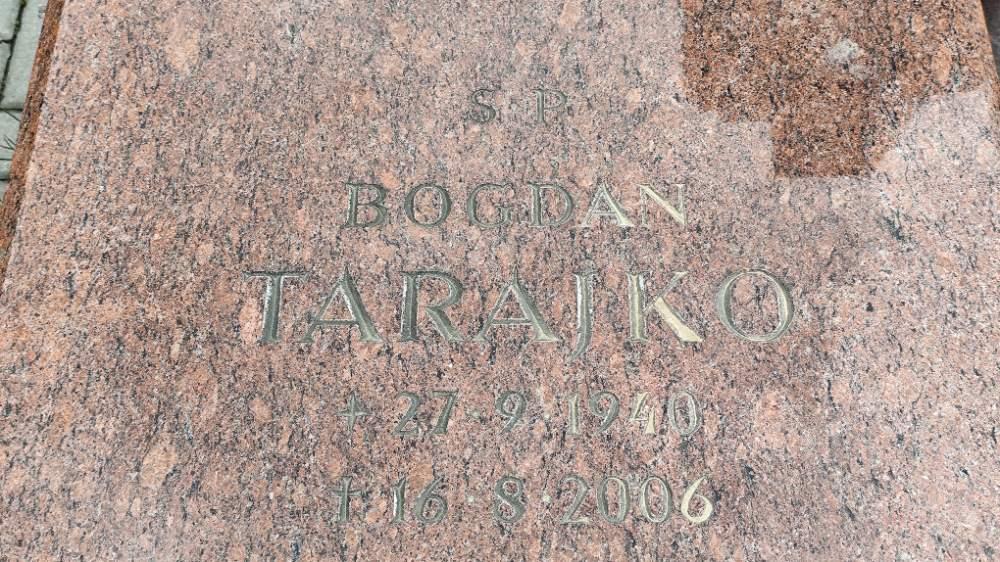 S P
BOGDAN
TARAJKO
+ 27·9·1940
† 16·8·2006